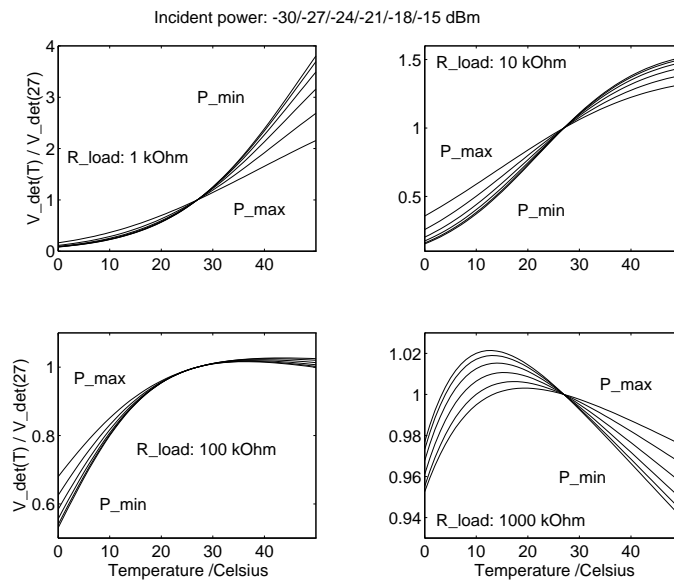 Incident power: -30/-27/-24/-21/-18/-15 dBm
V_det(T) / V_det(27)
4
3
2
1
0
P_min
R_load: 1 kOhm
P_max
0 10 20 30 40
1.5
1
0.5
R_load: 10 kOhm
P_max
P_min
0 10 20 30 40
V_det(T) / V_det(27)
1
0.8
0.6
P_max
R_load: 100 kOhm
P_min
0 10 20 30 40
Temperature /Celsius
1.02
1
0.98
0.96
0.94
P_max
P_min
R_load: 1000 kOhm
0 10 20 30 40
Temperature /Celsius